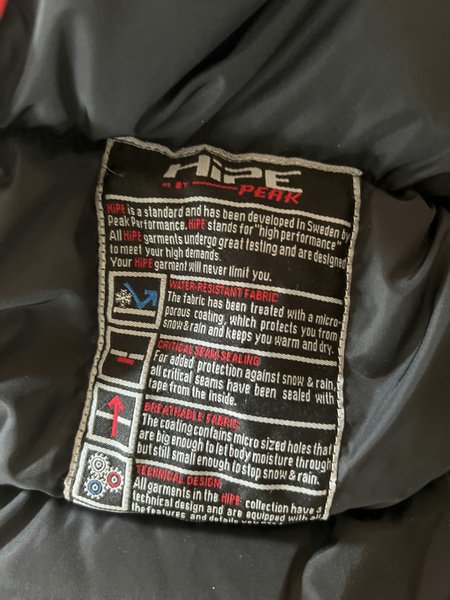 HiPE
BY PEAK
HiPE is a standard and has been developed in Sweden by
Peak Performance. HiPE stands for "high performance"
All HiPE garments undergo great testing and are designed
to meet your high demands.
Your HiPE garment will never limit you.
WATER-RESISTANT FABRIC
The fabric has been treated with a micro-
porous coating, which protects you from
snow & rain and keeps you warm and dry.
CRITICAL SEAM SEALING
For added protection against snow & rain,
all critical seams have been sealed with
tape from the inside.
BREATHABLE FABRIC
The coating contains micro sized holes that
are big enough to let body moisture through
but still small enough to stop snow & rain.
TECHNICAL DESIGN
All garments in the HiPE collection have a
technical design and are equipped with all
the features and details you